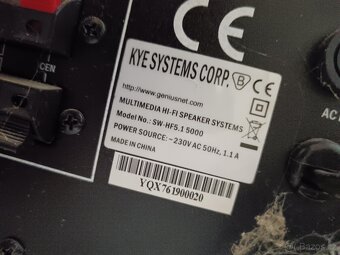 CE
CEN
KYE SYSTEMS CORP.
B
http://www.geniusnet.com
MULTIMEDIA HI-FI SPEAKER SYSTEMS
MODEL: SW-HF5.1 5000
POWER SOURCE: ~230V AC 50Hz, 1.1 A
MADE IN CHINA
YQX761900020
AC